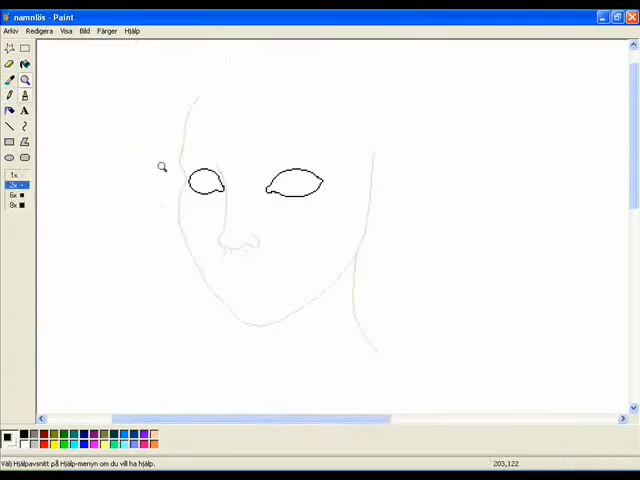 namnlös - Paint
Arkiv Redigera Visa Bild Färger Hjälp
A
1x
2x
6x
8x
Välj Hjälpavsnitt på Hjälp-menyn om du vill ha hjälp.
203,122